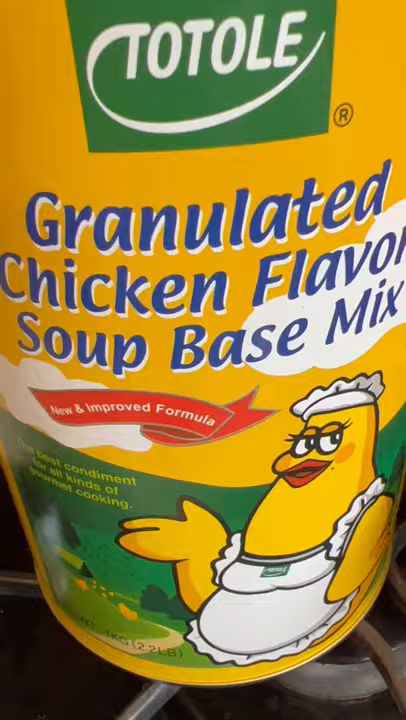 TOTOLE
®
Granulated
Chicken Flavor
Soup Base Mix
New & Improved Formula
The best condiment
for all kinds of
gourmet cooking.
TOTOLE
1KG (2.2LB)